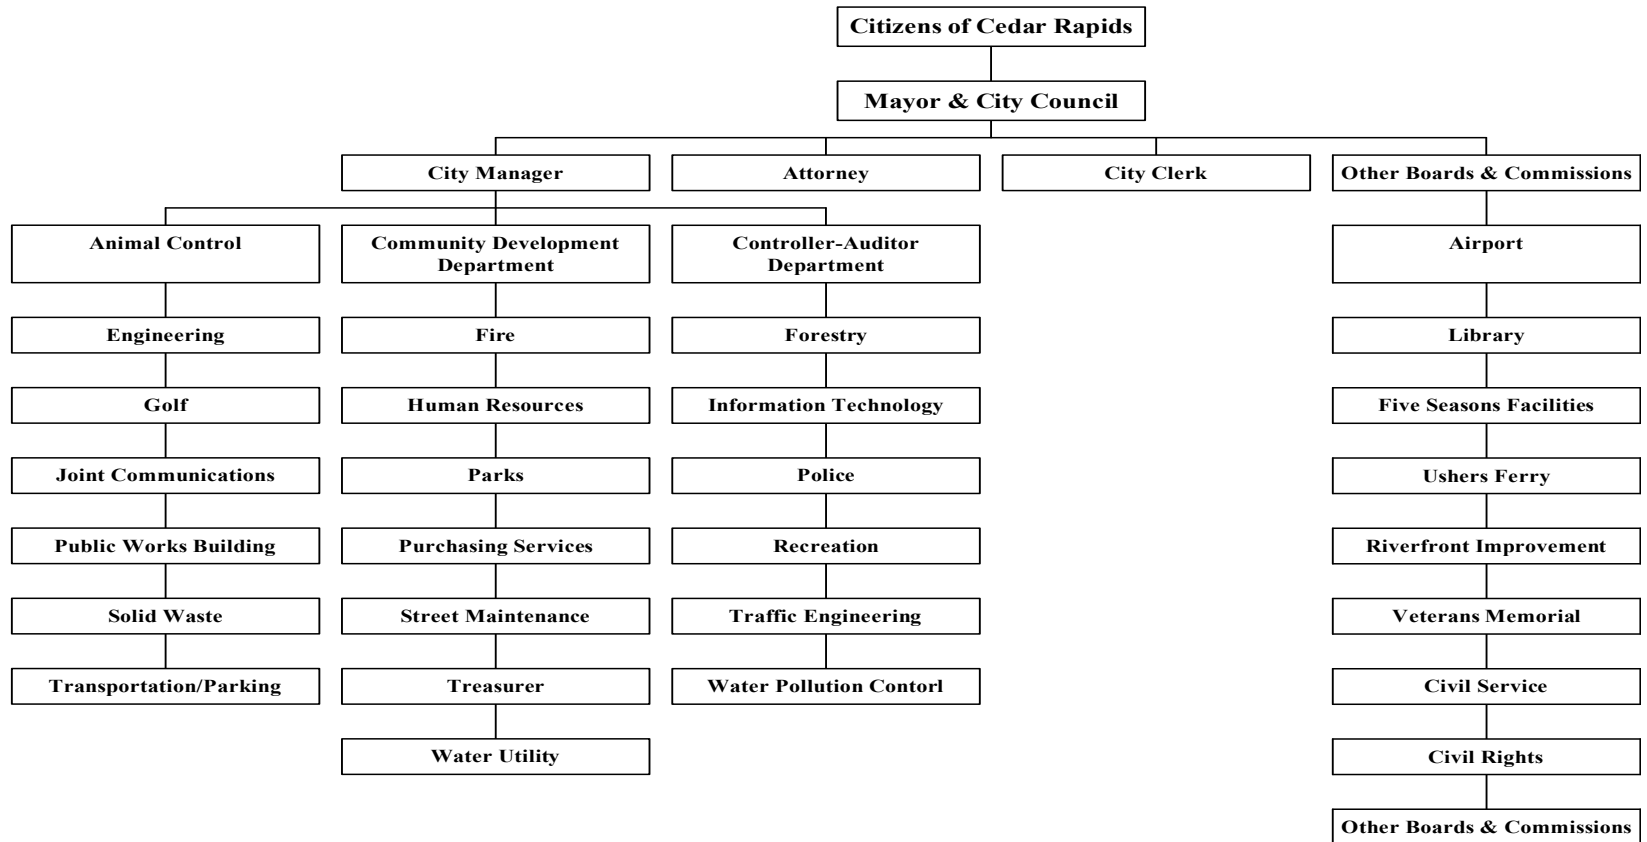 Citizens of Cedar Rapids
Mayor & City Council
City Manager
Attorney
City Clerk
Other Boards & Commissions
Animal Control
Community Development
Department
Controller-Auditor
Department
Airport
Engineering
Fire
Forestry
Library
Golf
Human Resources
Information Technology
Five Seasons Facilities
Joint Communications
Parks
Police
Ushers Ferry
Public Works Building
Purchasing Services
Recreation
Riverfront Improvement
Solid Waste
Street Maintenance
Traffic Engineering
Veterans Memorial
Transportation/Parking
Treasurer
Water Pollution Contorl
Civil Service
Water Utility
Civil Rights
Other Boards & Commissions